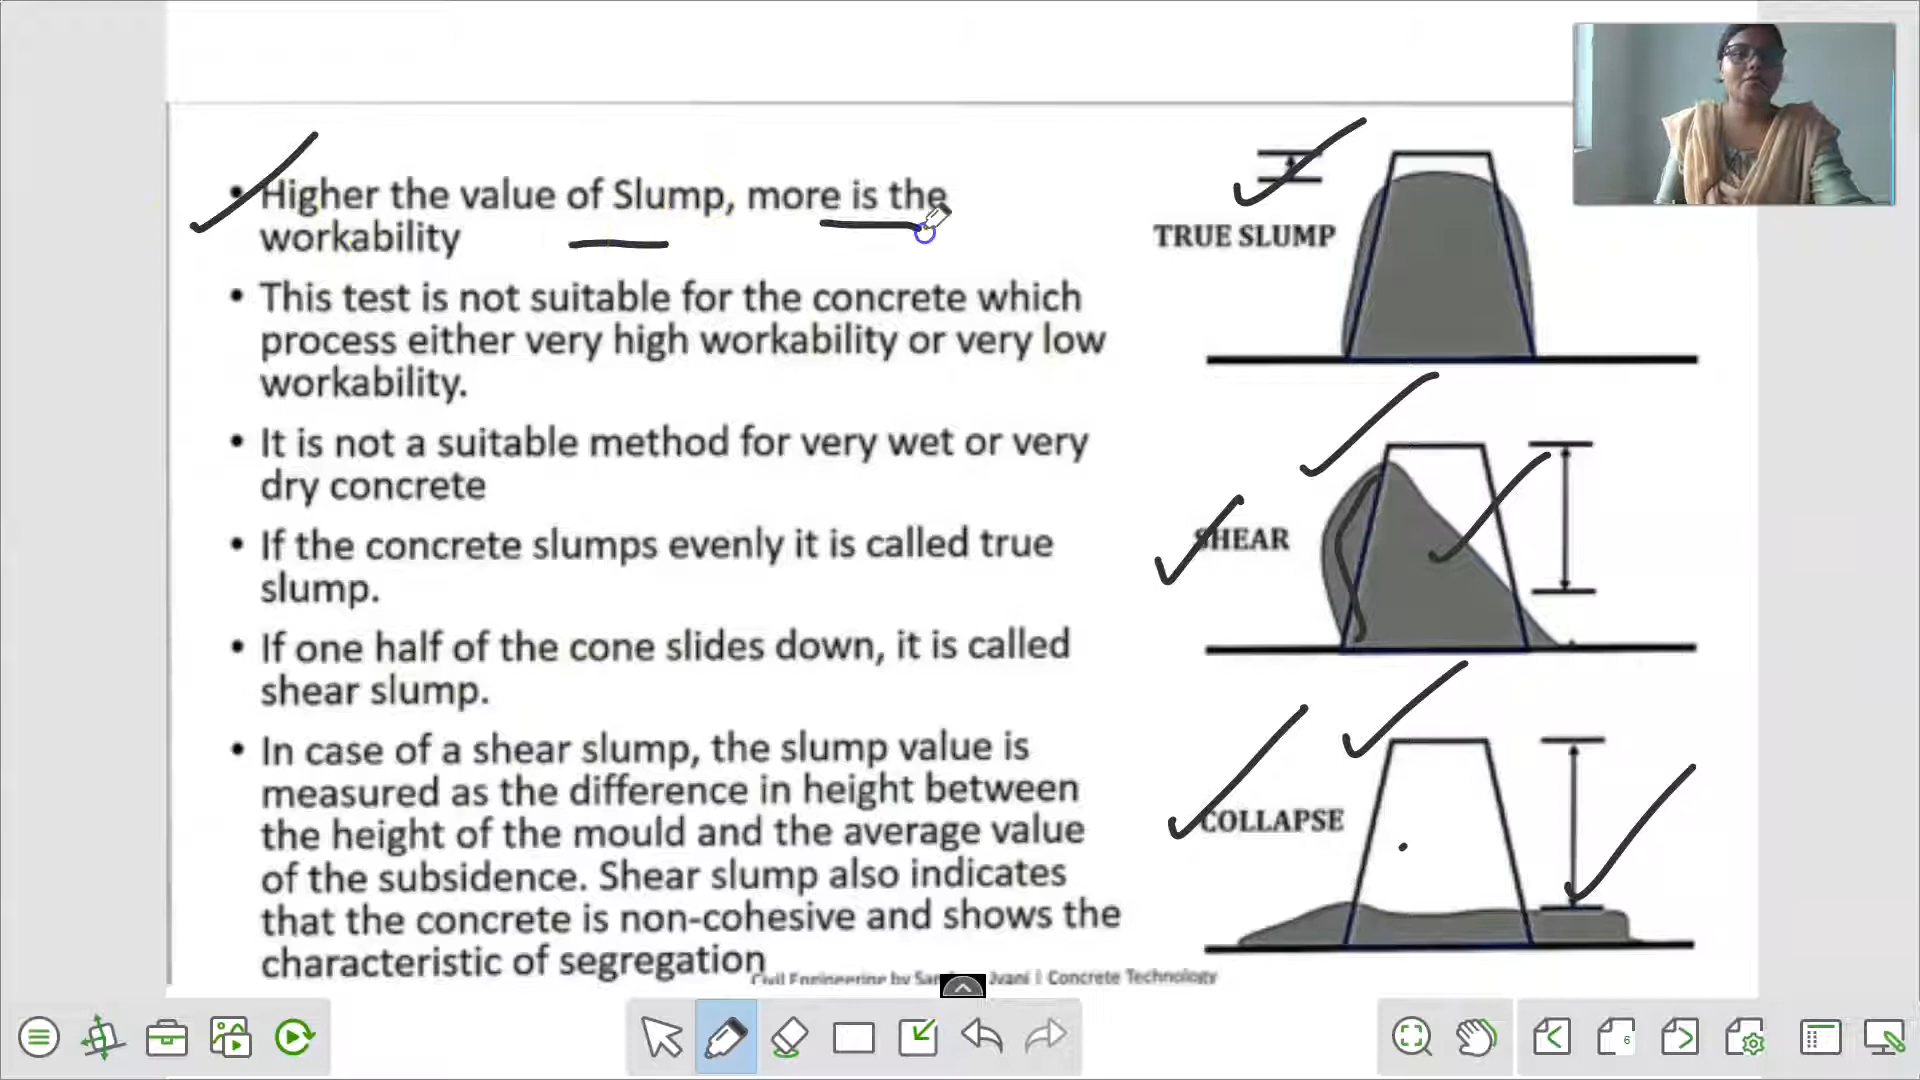 • Higher the value of Slump, more is the
workability
• This test is not suitable for the concrete which
process either very high workability or very low
workability.
• It is not a suitable method for very wet or very
dry concrete
• If the concrete slumps evenly it is called true
slump.
• If one half of the cone slides down, it is called
shear slump.
• In case of a shear slump, the slump value is
measured as the difference in height between
the height of the mould and the average value
of the subsidence. Shear slump also indicates
that the concrete is non-cohesive and shows the
characteristic of segregation
TRUE SLUMP
SHEAR
COLLAPSE
Civil Engineering by Jvani | Concrete Technology
6